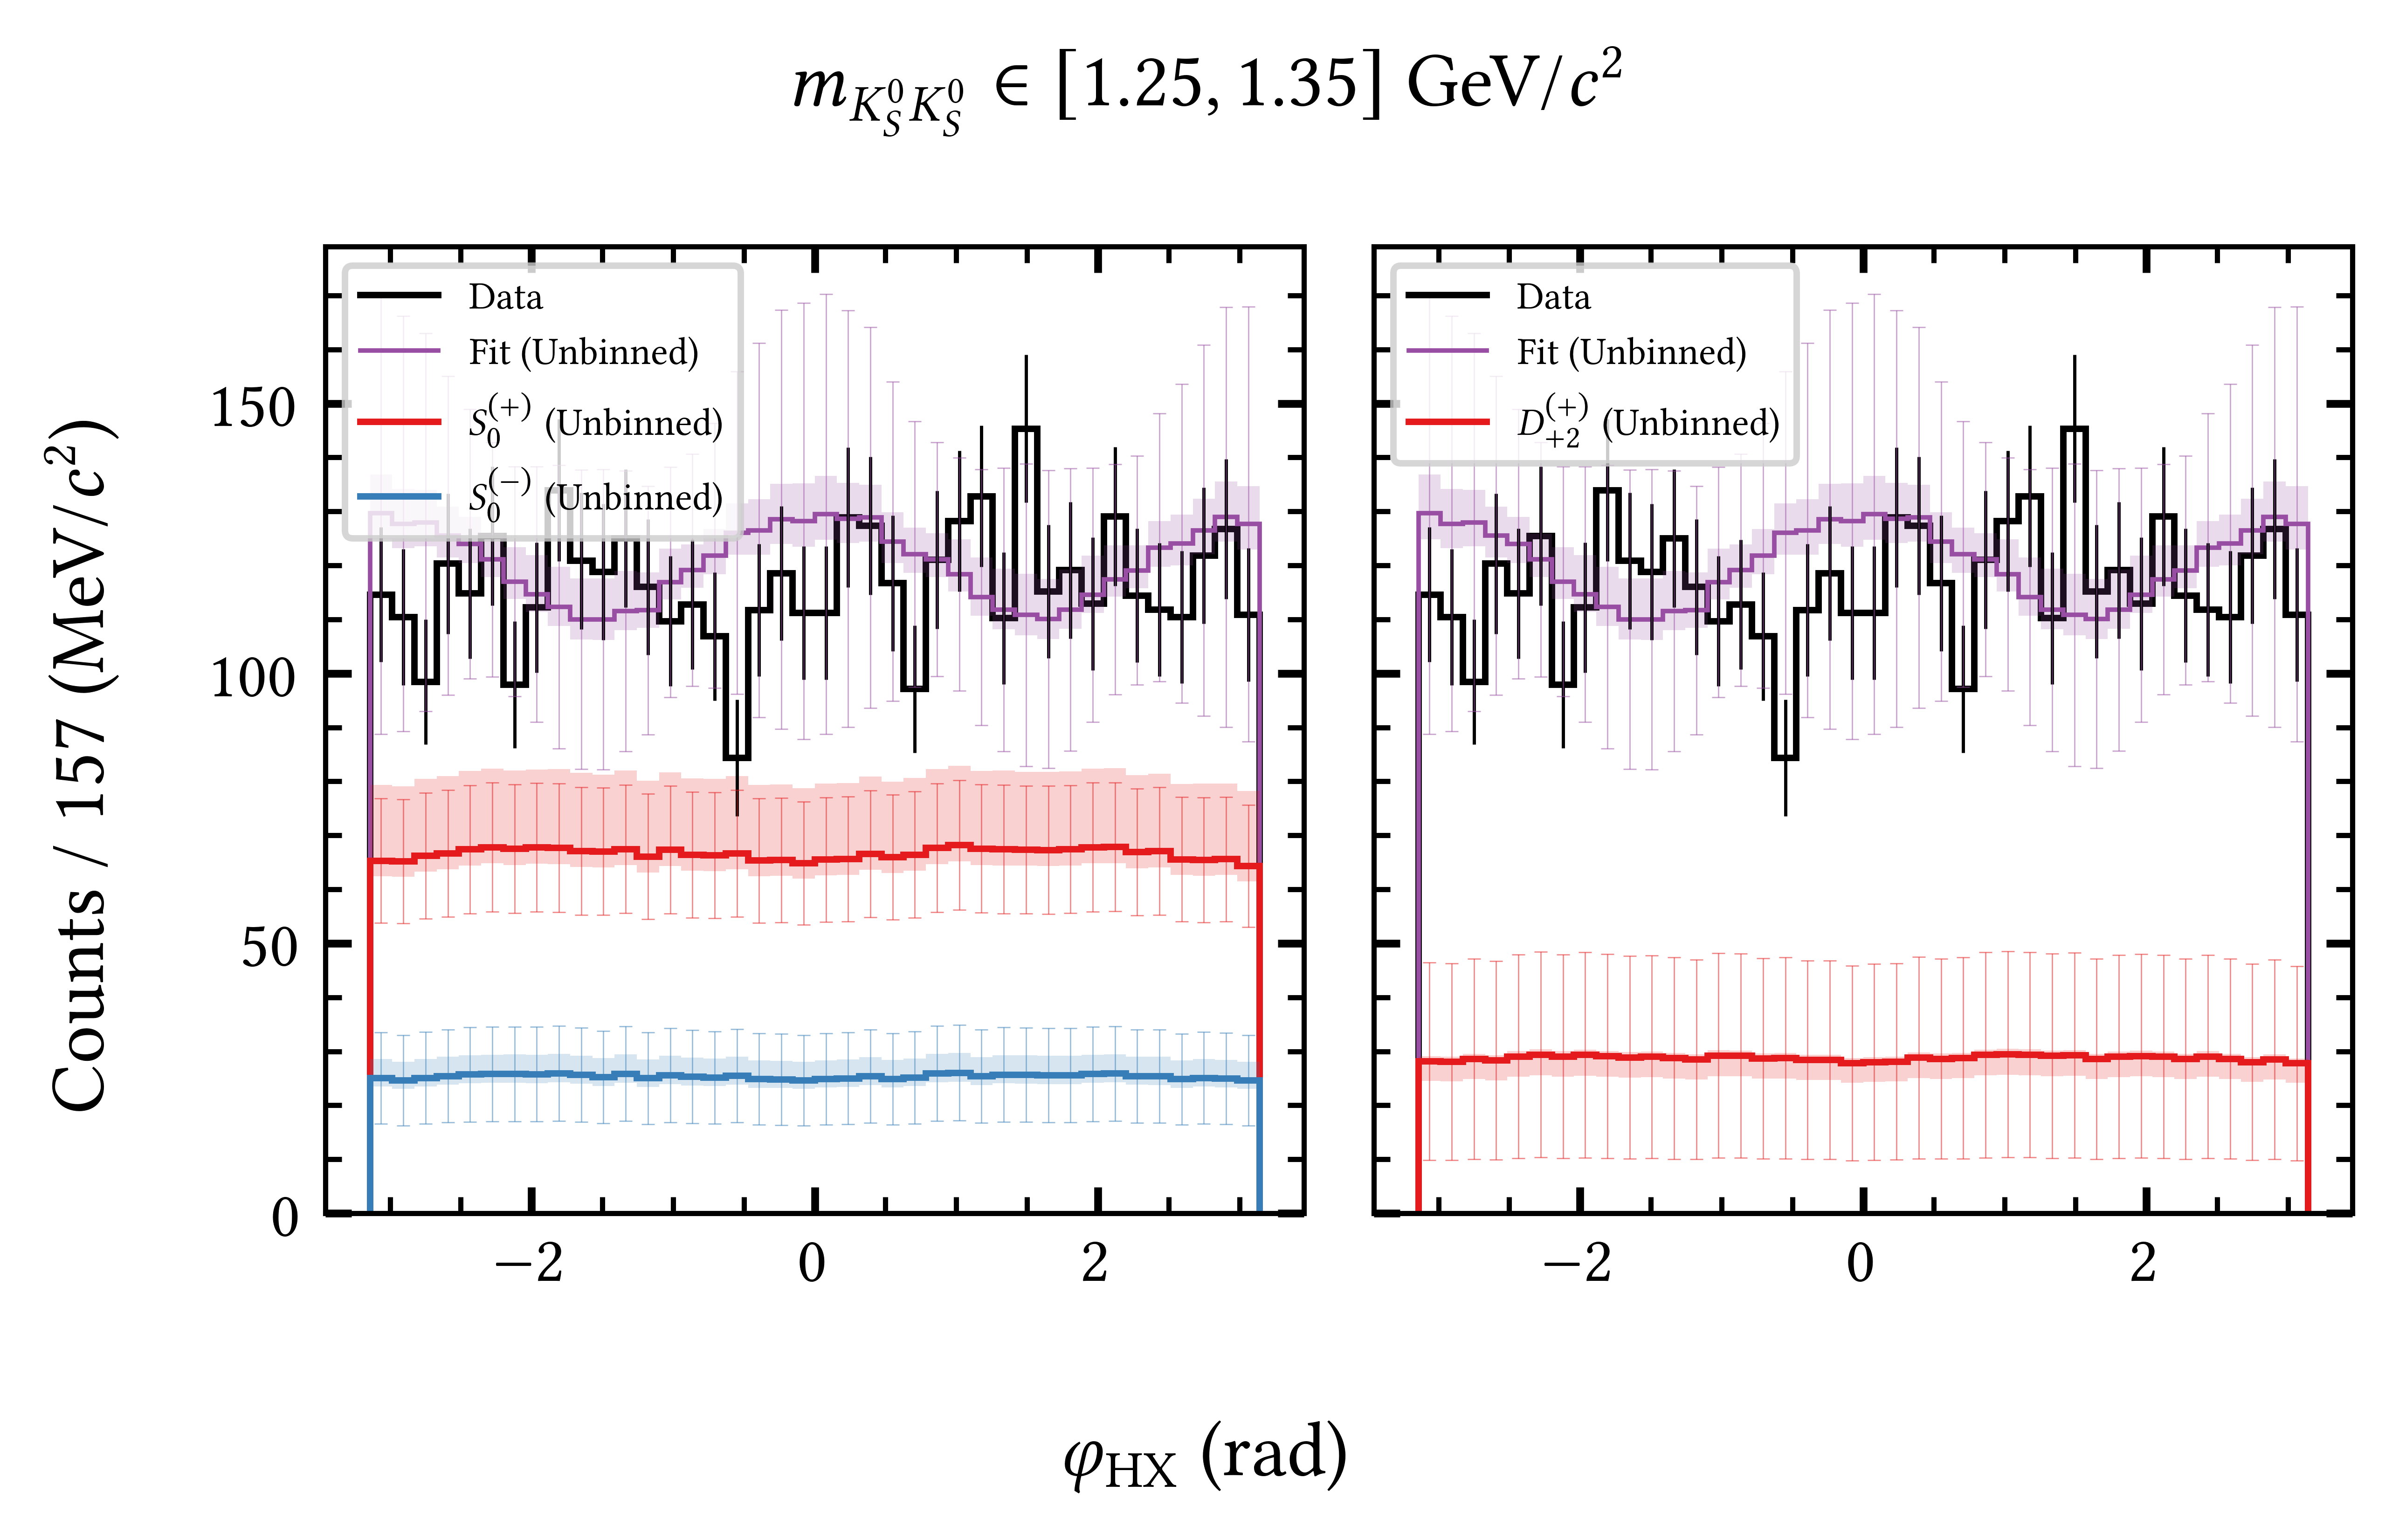 m_{K_S^0 K_S^0} ∈ [1.25, 1.35] GeV/c²
Data
Fit (Unbinned)
S_0^{(+)} (Unbinned)
S_0^{(−)} (Unbinned)
Data
Fit (Unbinned)
D_{+2}^{(+)} (Unbinned)
Counts / 157 (MeV/c²)
150
100
50
0
−2 0 2
−2 0 2
φ_{HX} (rad)